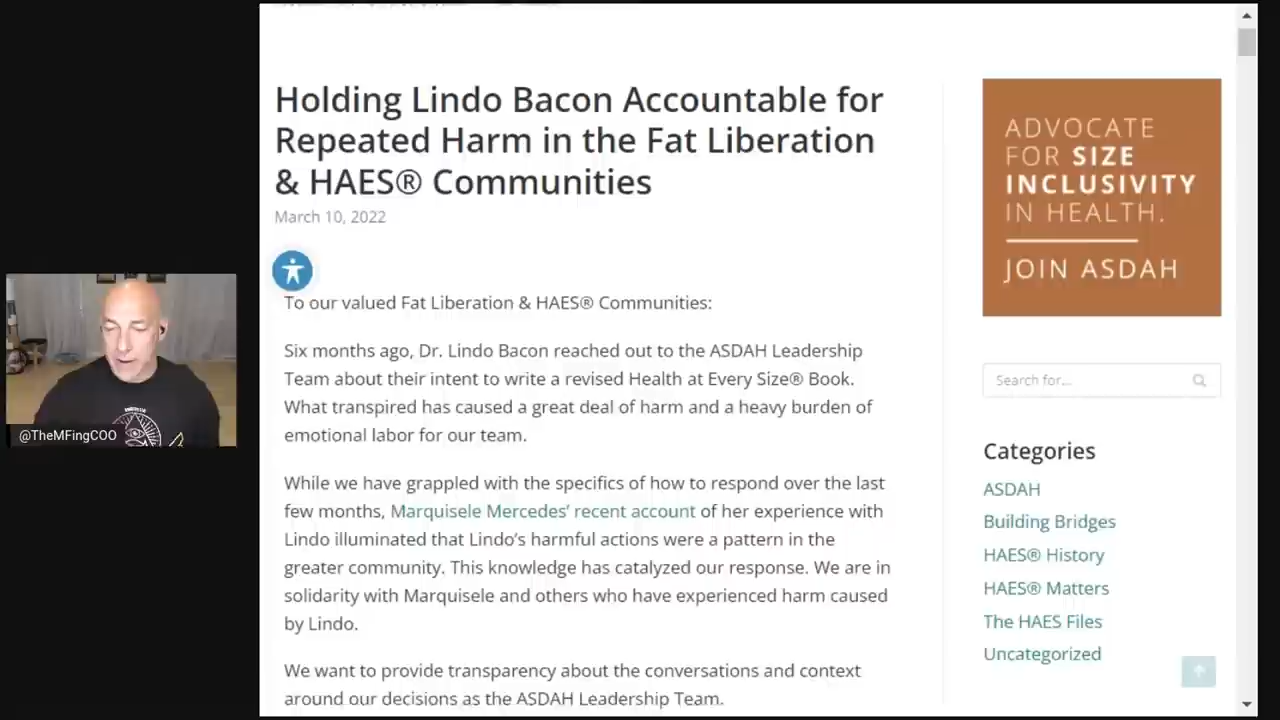 Holding Lindo Bacon Accountable for
Repeated Harm in the Fat Liberation
& HAES® Communities
March 10, 2022
To our valued Fat Liberation & HAES® Communities:
Six months ago, Dr. Lindo Bacon reached out to the ASDAH Leadership
Team about their intent to write a revised Health at Every Size® Book.
What transpired has caused a great deal of harm and a heavy burden of
emotional labor for our team.
While we have grappled with the specifics of how to respond over the last
few months, Marquisele Mercedes’ recent account of her experience with
Lindo illuminated that Lindo’s harmful actions were a pattern in the
greater community. This knowledge has catalyzed our response. We are in
solidarity with Marquisele and others who have experienced harm caused
by Lindo.
We want to provide transparency about the conversations and context
around our decisions as the ASDAH Leadership Team.
ADVOCATE
FOR SIZE
INCLUSIVITY
IN HEALTH.
JOIN ASDAH
Search for...
Categories
ASDAH
Building Bridges
HAES® History
HAES® Matters
The HAES Files
Uncategorized
@TheMFingCOO